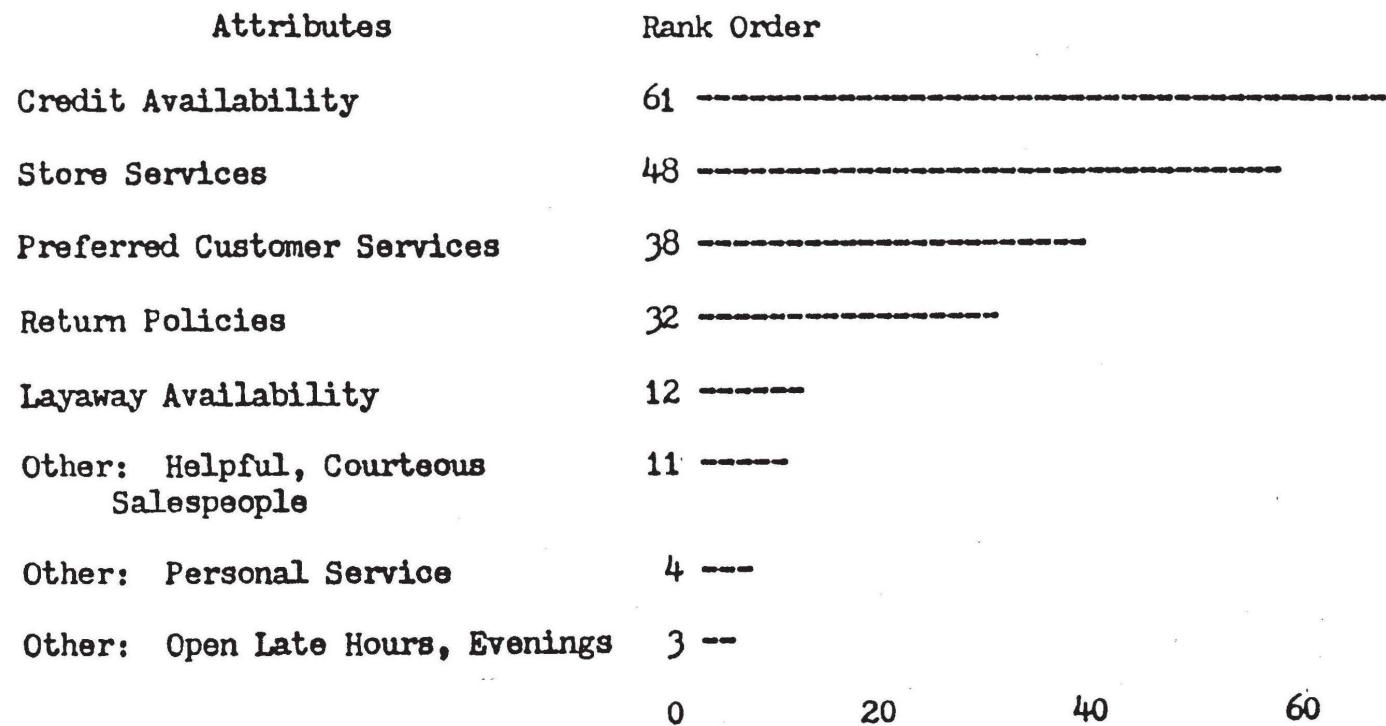 Attributes Rank Order
Credit Availability 61
Store Services 48
Preferred Customer Services 38
Return Policies 32
Layaway Availability 12
Other: Helpful, Courteous 11
Salespeople
Other: Personal Service 4
Other: Open Late Hours, Evenings 3
0 20 40 60